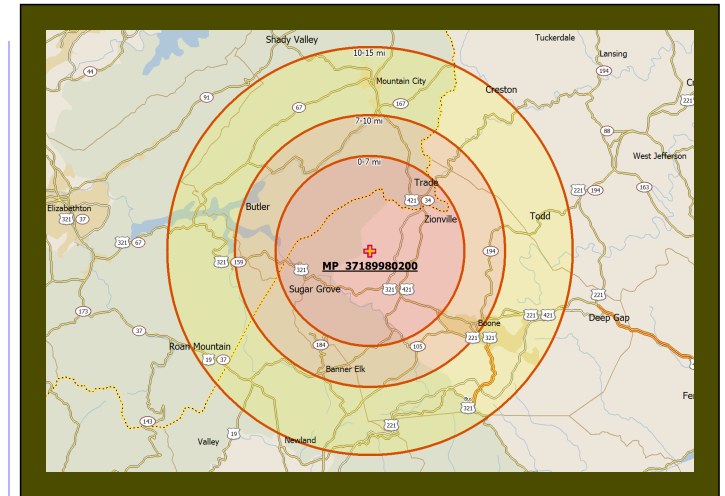 Shady Valley
Tuckerdale
10-15 mi
Lansing
44
Mountain City
194
Creston
91
67
167
221
7-10 mi
88
0-7 mi
West Jefferson
Trade
221 194
163
Elizabethton
421 34
321 37
Butler
Zionville
Todd
321 67
194
321 159
321
MP_37189980200
Sugar Grove
321 421
221
173
221 421
Deep Gap
37
Boone
Roan Mountain
184
105
221 321
19 37
Banner Elk
321
143
221
19
Valley
Newland